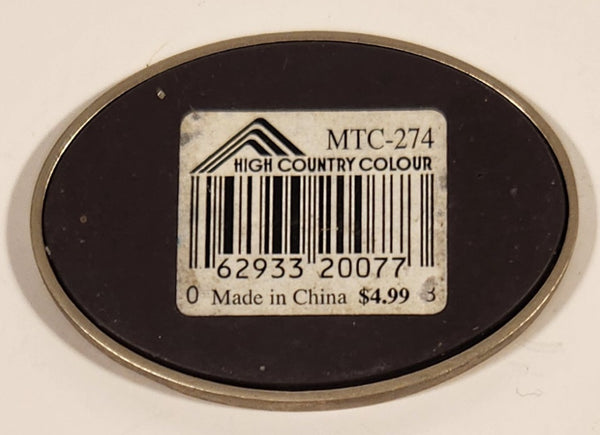 MTC-274
HIGH COUNTRY COLOUR
62933 20077
0 Made in China $4.99 3